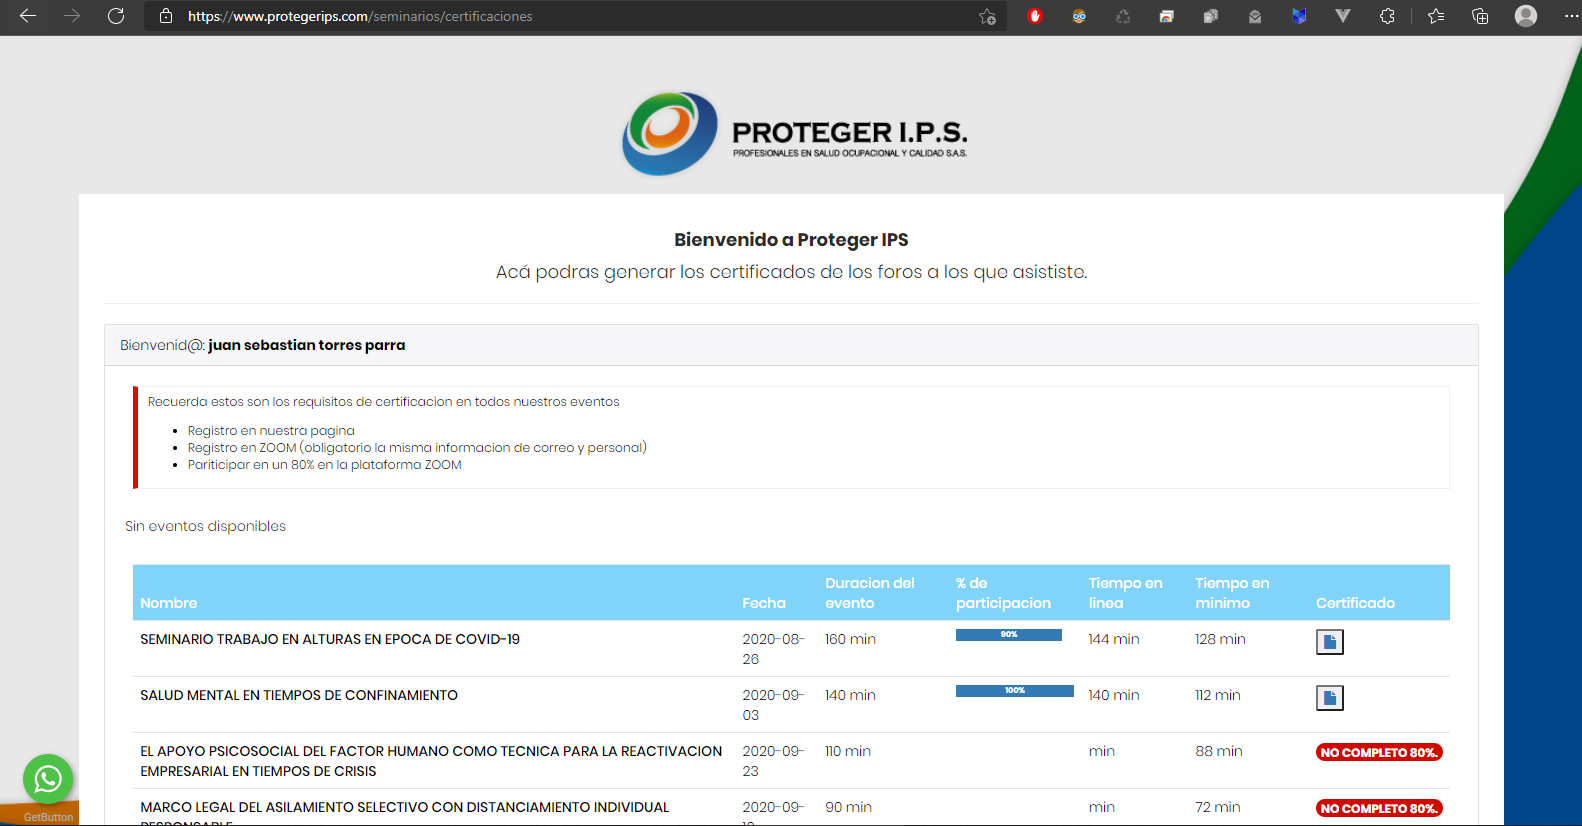 https://www.protegerips.com/seminarios/certificaciones
PROTEGER I.P.S.
PROFESIONALES EN SALUD OCUPACIONAL Y CALIDAD S.A.S.
Bienvenido a Proteger IPS
Acá podras generar los certificados de los foros a los que asististe.
Bienvenid@: juan sebastian torres parra
Recuerda estos son los requisitos de certificacion en todos nuestros eventos
Registro en nuestra pagina
Registro en ZOOM (obligatorio la misma informacion de correo y personal)
Pariticipar en un 80% en la plataforma ZOOM
Sin eventos disponibles
Nombre Fecha Duracion del evento % de participacion Tiempo en linea Tiempo en minimo Certificado
SEMINARIO TRABAJO EN ALTURAS EN EPOCA DE COVID-19 2020-08-26 160 min 90% 144 min 128 min
SALUD MENTAL EN TIEMPOS DE CONFINAMIENTO 2020-09-03 140 min 100% 140 min 112 min
EL APOYO PSICOSOCIAL DEL FACTOR HUMANO COMO TECNICA PARA LA REACTIVACION 2020-09- 110 min min 88 min NO COMPLETO 80%.
EMPRESARIAL EN TIEMPOS DE CRISIS 23
MARCO LEGAL DEL ASILAMIENTO SELECTIVO CON DISTANCIAMIENTO INDIVIDUAL 2020-09- 90 min min 72 min NO COMPLETO 80%.
RESPONSABLE
GetButton